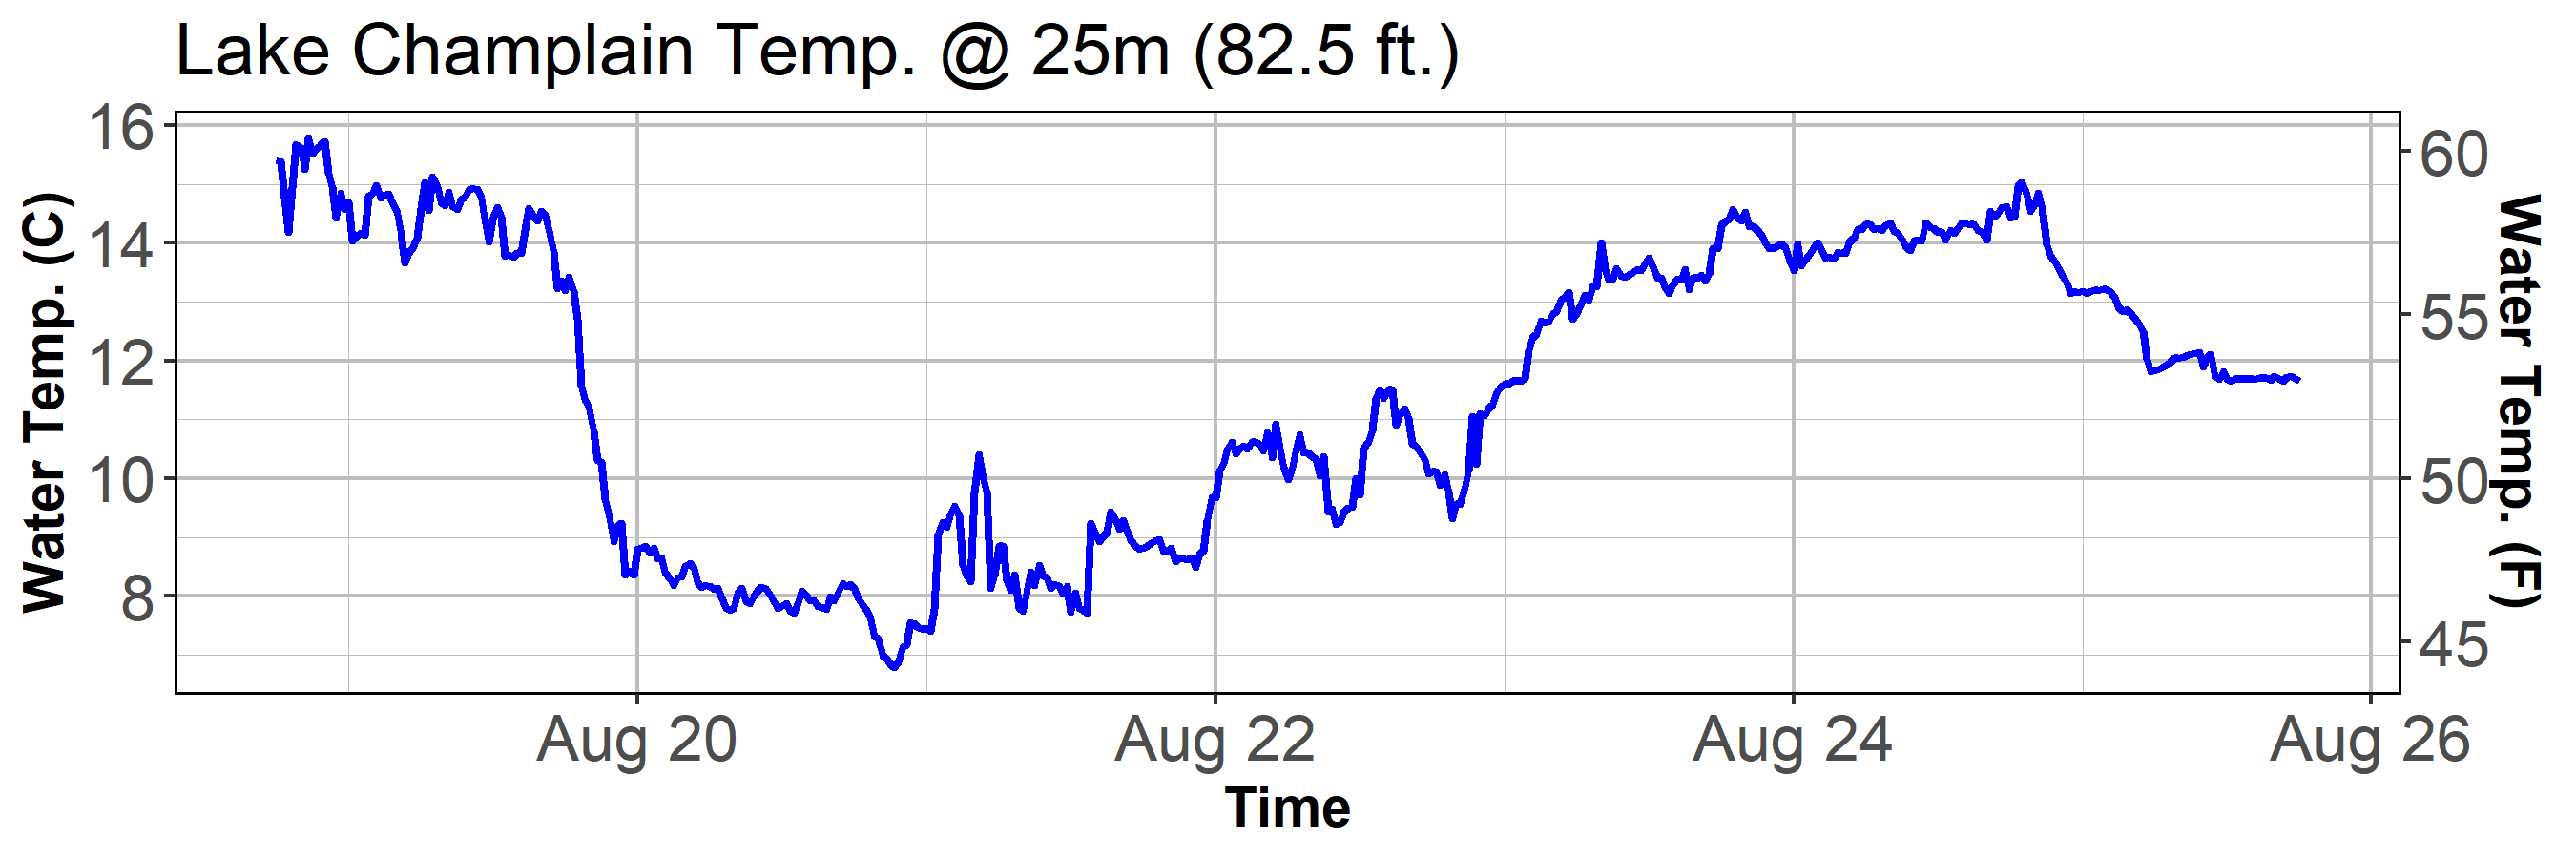 Lake Champlain Temp. @ 25m (82.5 ft.)
Water Temp. (C)
16
14
12
10
8
60
55
50
45
Water Temp. (F)
Aug 20 Aug 22 Aug 24 Aug 26
Time